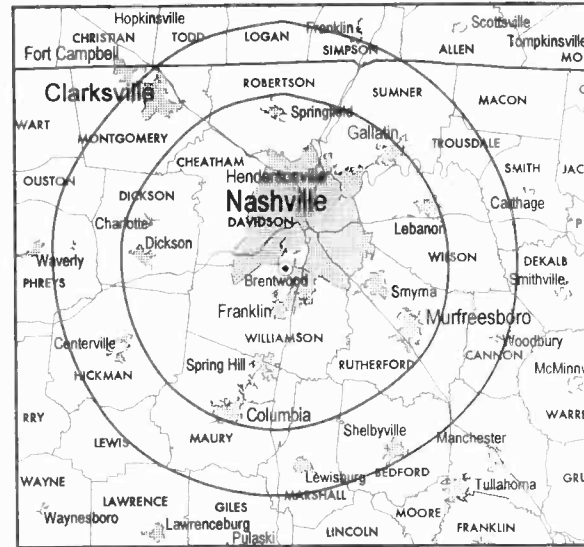 Hopkinsville
CHRISTIAN
TODD
LOGAN
Franklin
SIMPSON
Scottsville
ALLEN
Tompkinsville
MO
Fort Campbell
Clarksville
ROBERTSON
SUMNER
MACON
WART
MONTGOMERY
Springfield
Gallatin
TROUSDALE
CHEATHAM
Hendersonville
SMITH
JAC
OUSTON
DICKSON
Nashville
Carthage
Charlotte
DAVIDSON
Lebanon
Waverly
Dickson
WILSON
DEKALB
PHREYS
Brentwood
Smithville
Smyrna
Franklin
Murfreesboro
WILLIAMSON
Woodbury
Centerville
CANNON
Spring Hill
RUTHERFORD
McMinnv
HICKMAN
Columbia
RRY
Shelbyville
WARRE
LEWIS
MAURY
Manchester
WAYNE
Lewisburg
BEDFORD
Tullahoma
GRU
MARSHALL
LAWRENCE
GILES
MOORE
Waynesboro
Lawrenceburg
Pulaski
LINCOLN
FRANKLIN